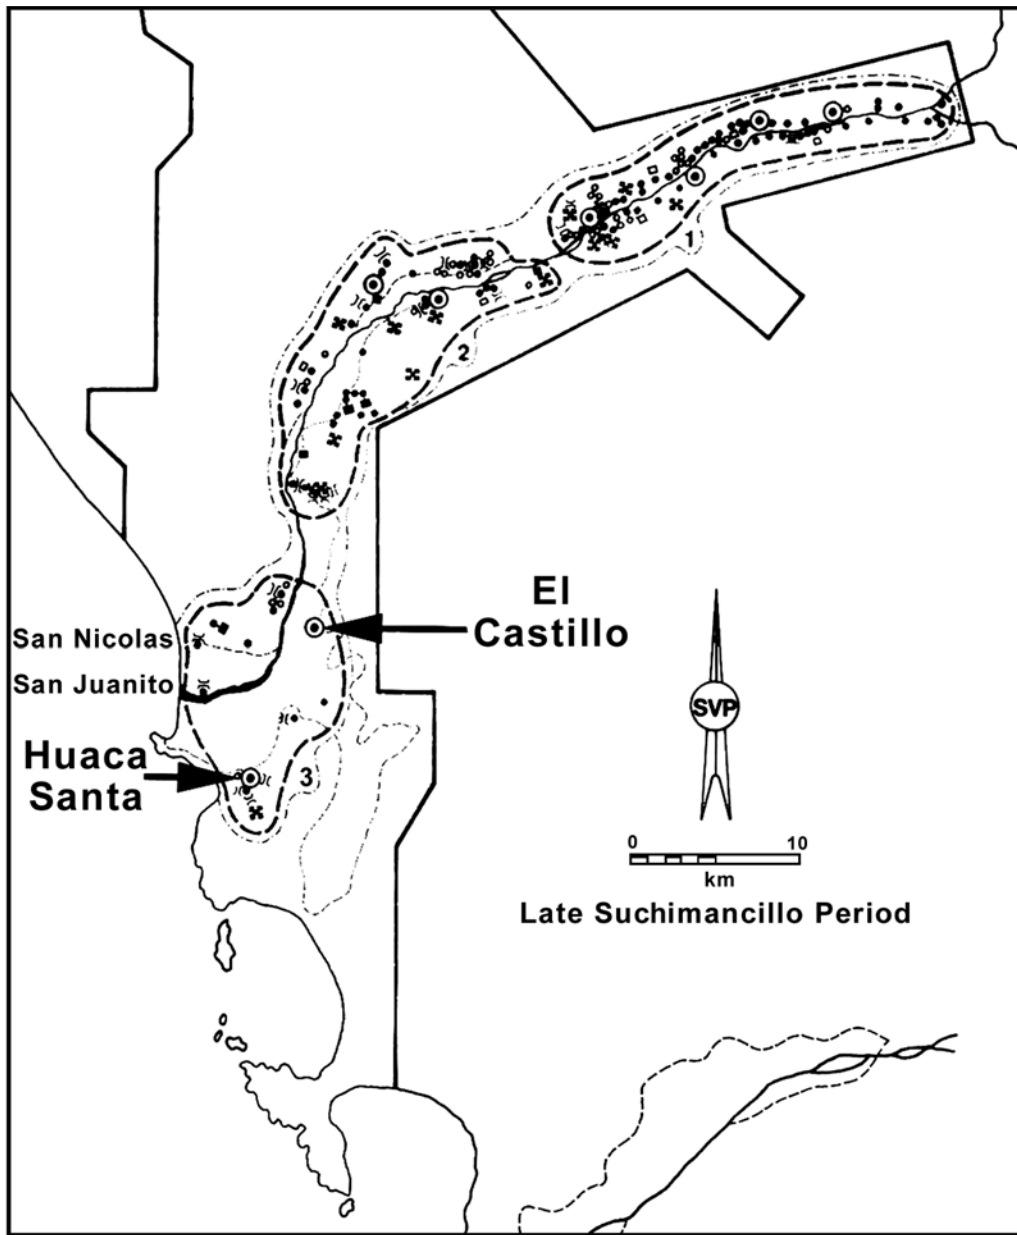 1
2
El
Castillo
San Nicolas
San Juanito
SVP
Huaca
Santa
3
0 10
km
Late Suchimancillo Period